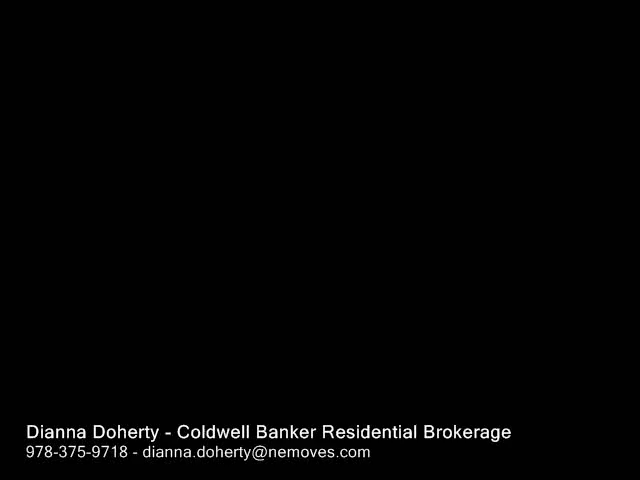 Dianna Doherty - Coldwell Banker Residential Brokerage
978-375-9718 - dianna.doherty@nemoves.com